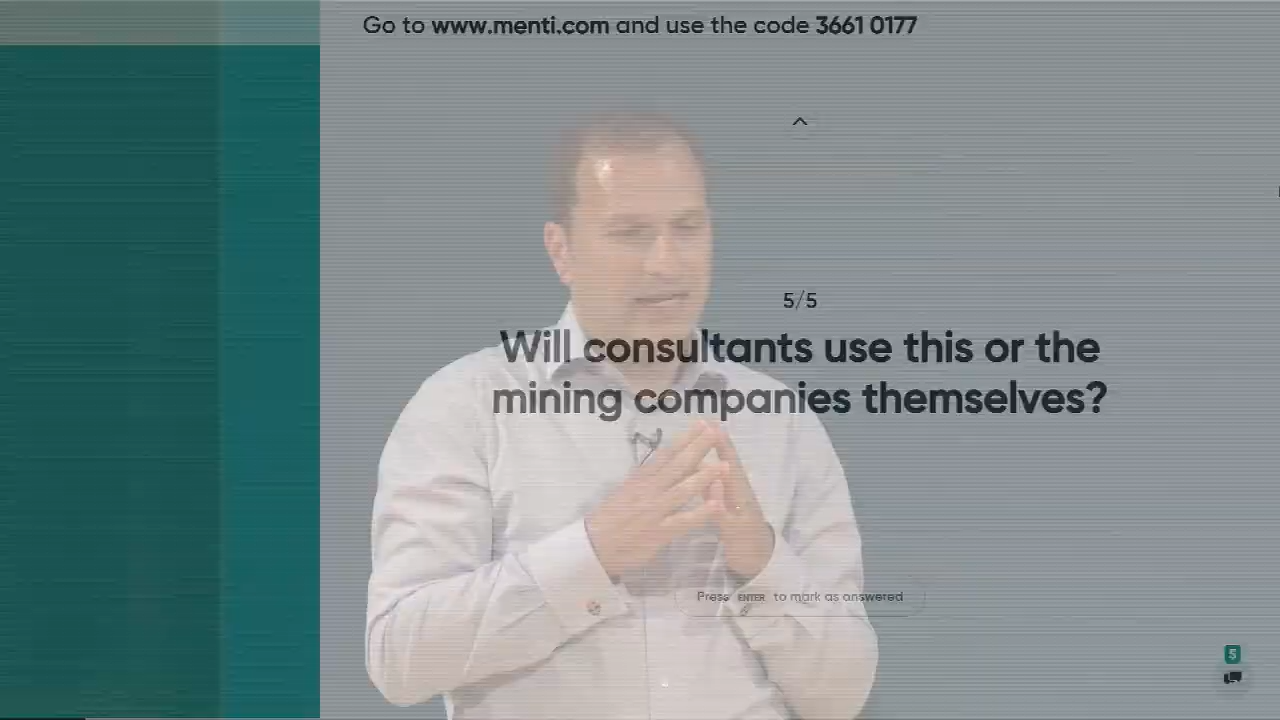 Go to www.menti.com and use the code 3661 0177
5/5
Will consultants use this or the
mining companies themselves?
Press ENTER to mark as answered
5